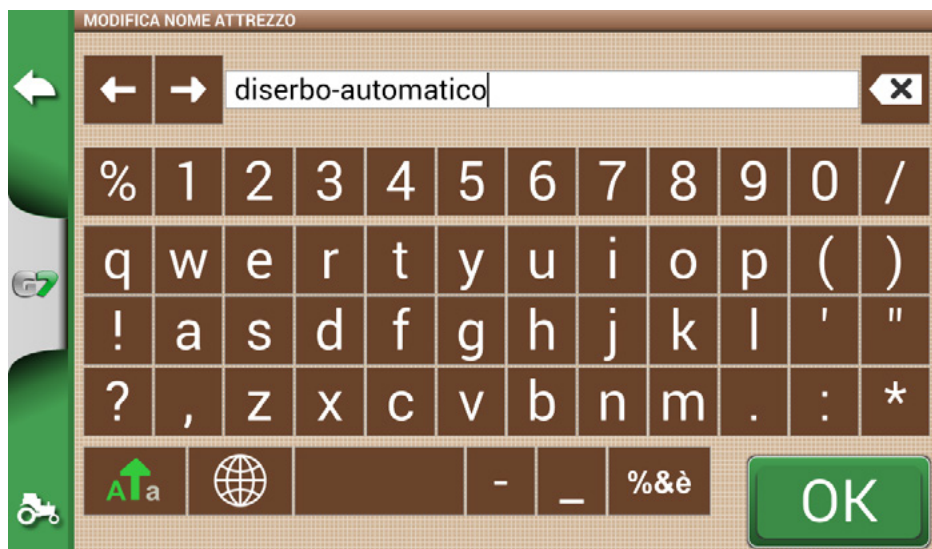 MODIFICA NOME ATTREZZO
diserbo-automatico
% 1 2 3 4 5 6 7 8 9 0 /
q w e r t y u i o p ( )
! a s d f g h j k l ' "
? , z x c v b n m . : *
A a - _ %&è OK
G7